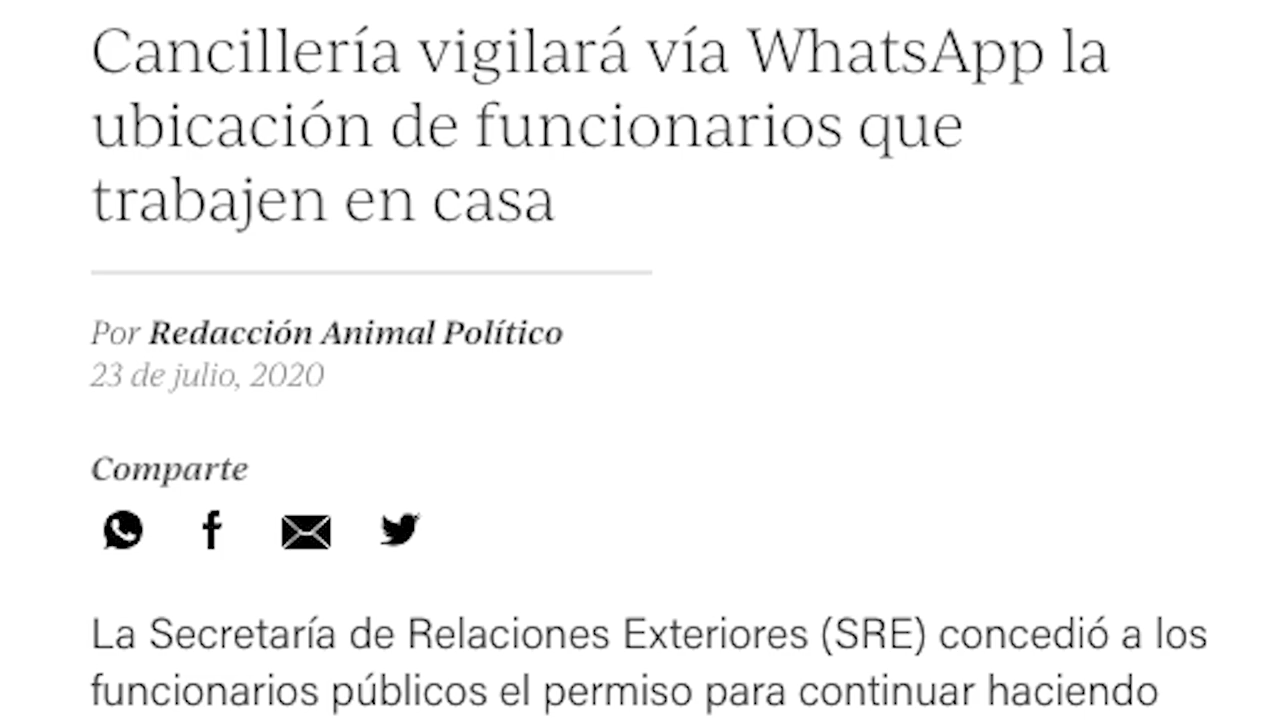 Cancillería vigilará vía WhatsApp la
ubicación de funcionarios que
trabajen en casa
Por Redacción Animal Político
23 de julio, 2020
Comparte
La Secretaría de Relaciones Exteriores (SRE) concedió a los
funcionarios públicos el permiso para continuar haciendo